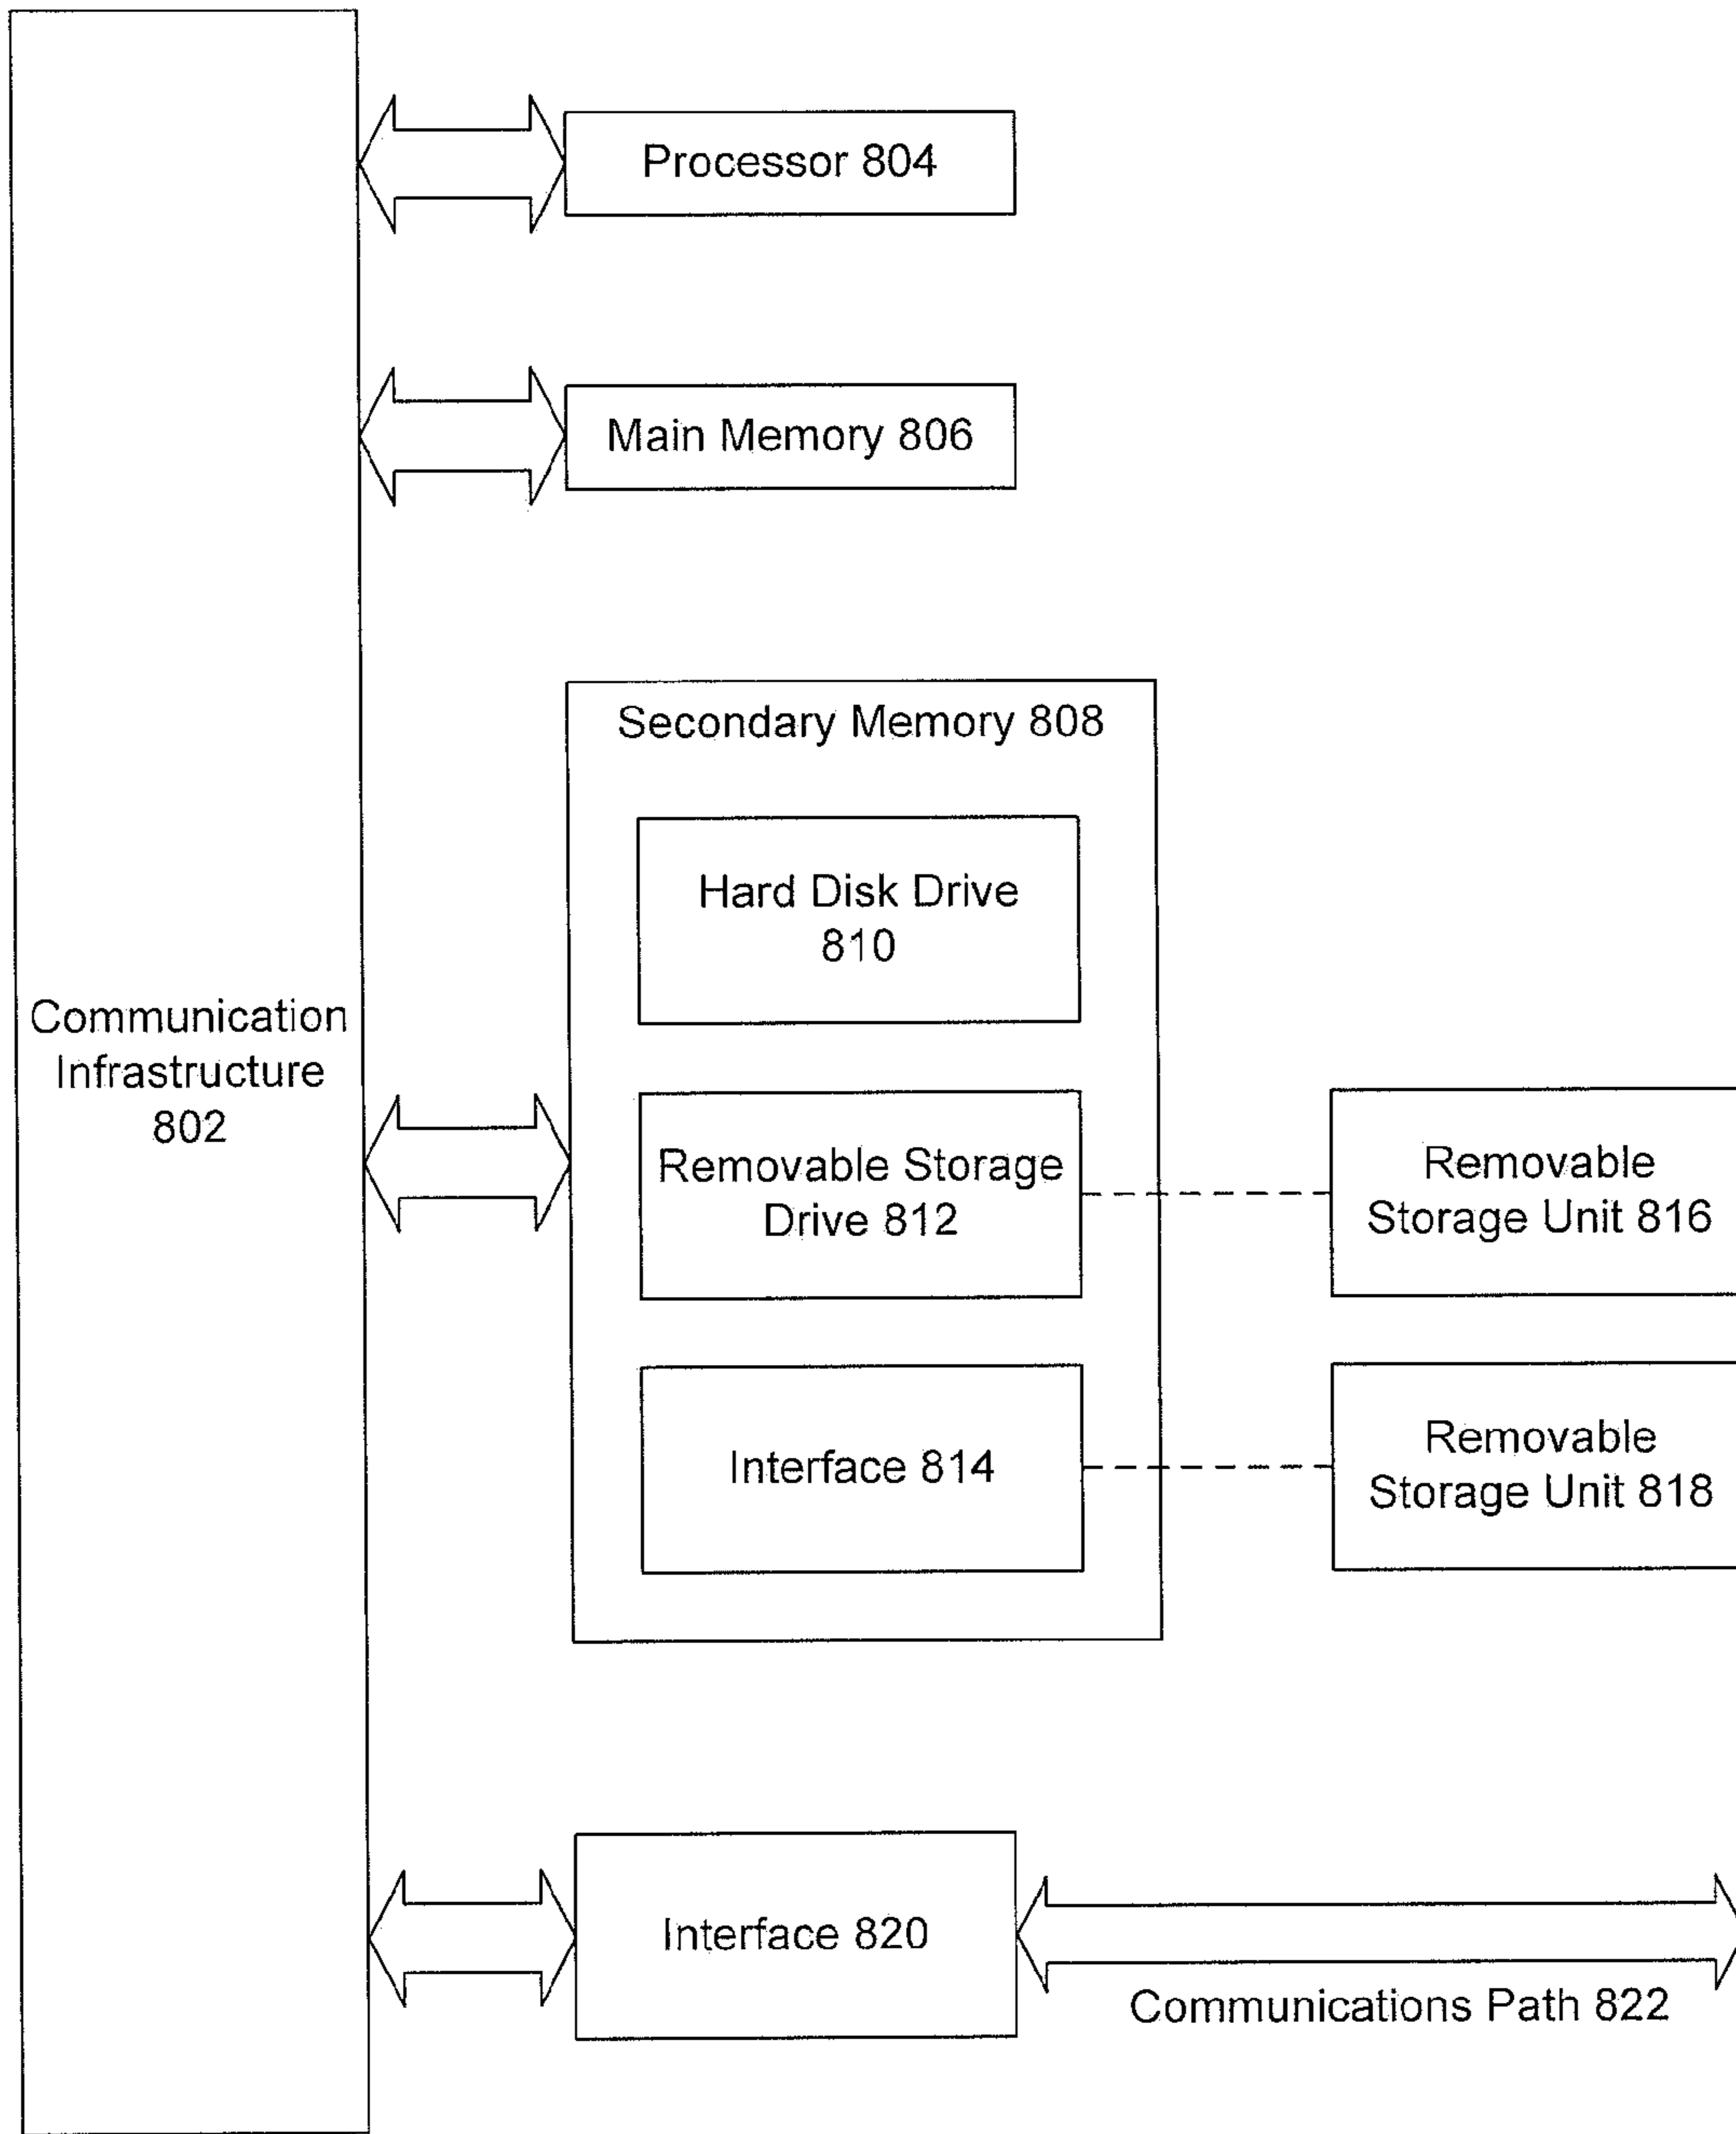 Processor 804
Main Memory 806
Secondary Memory 808
Hard Disk Drive
810
Communication
Infrastructure
802
Removable Storage
Drive 812
Removable
Storage Unit 816
Interface 814
Removable
Storage Unit 818
Interface 820
Communications Path 822